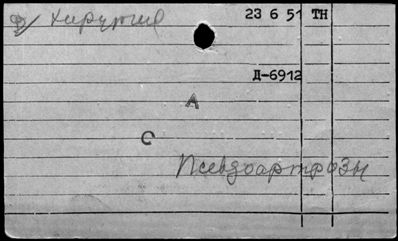 23 6 51 ТН
Д/ Хирургия
Д-6912
А
С
Псевдоартрозы